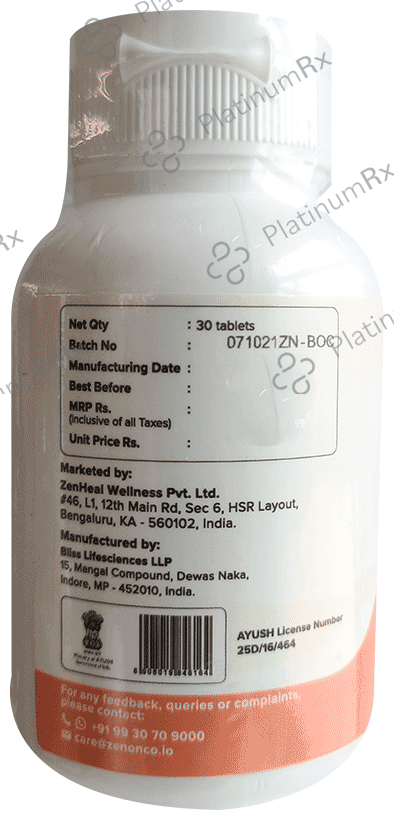 PlatinumRx
PlatinumRx
PlatinumRx
Net Qty : 30 tablets
Batch No : 071021ZN-BOC
Manufacturing Date :
Best Before :
MRP Rs. :
(Inclusive of all Taxes)
Unit Price Rs. :
Marketed by:
ZenHeal Wellness Pvt. Ltd.
#46, L1, 12th Main Rd, Sec 6, HSR Layout,
Bengaluru, KA - 560102, India.
Manufactured by:
Bliss Lifesciences LLP
15, Mangal Compound, Dewas Naka,
Indore, MP - 452010, India.
Ministry of AYUSH
AYUSH License Number
25D/16/464
For any feedback, queries or complaints,
please contact:
+91 99 30 70 9000
care@zenonco.io